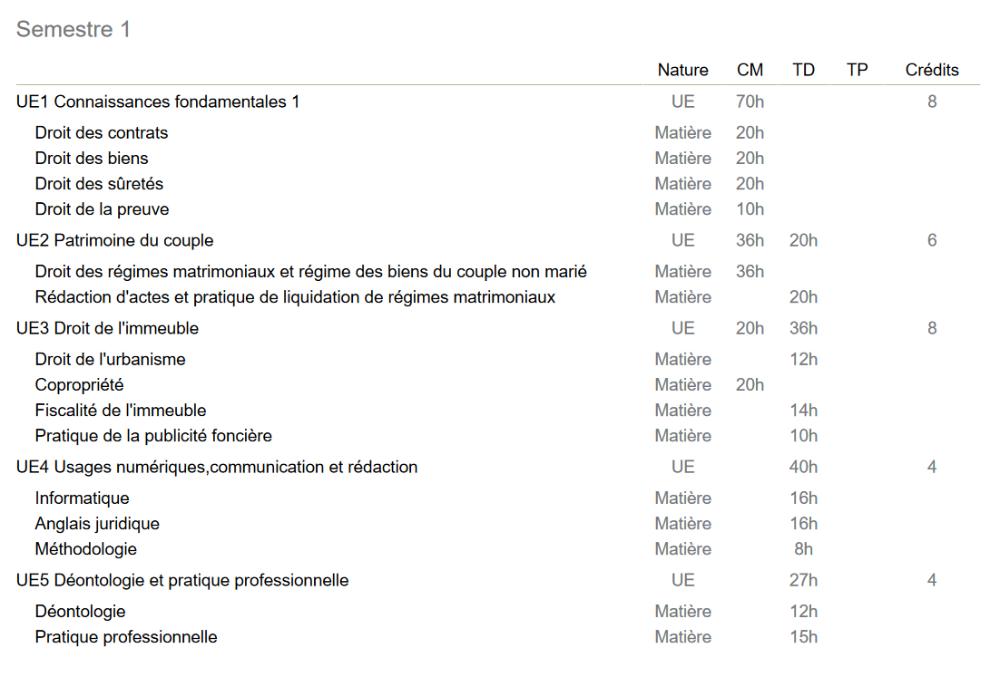 Semestre 1
Nature CM TD TP Crédits
UE1 Connaissances fondamentales 1 UE 70h 8
Droit des contrats Matière 20h
Droit des biens Matière 20h
Droit des sûretés Matière 20h
Droit de la preuve Matière 10h
UE2 Patrimoine du couple UE 36h 20h 6
Droit des régimes matrimoniaux et régime des biens du couple non marié Matière 36h
Rédaction d'actes et pratique de liquidation de régimes matrimoniaux Matière 20h
UE3 Droit de l'immeuble UE 20h 36h 8
Droit de l'urbanisme Matière 12h
Copropriété Matière 20h
Fiscalité de l'immeuble Matière 14h
Pratique de la publicité foncière Matière 10h
UE4 Usages numériques,communication et rédaction UE 40h 4
Informatique Matière 16h
Anglais juridique Matière 16h
Méthodologie Matière 8h
UE5 Déontologie et pratique professionnelle UE 27h 4
Déontologie Matière 12h
Pratique professionnelle Matière 15h